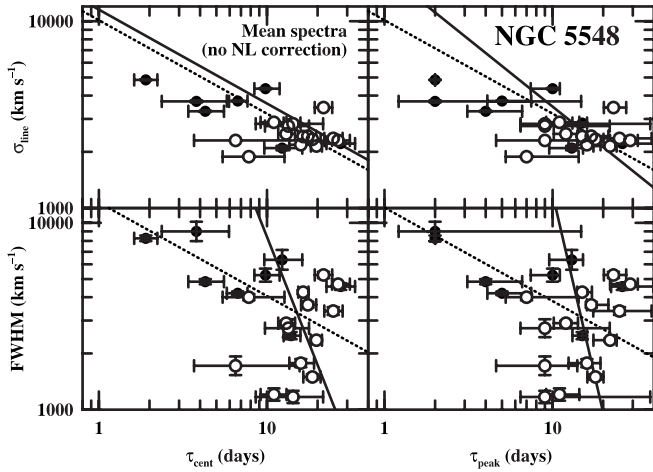 10000
Mean spectra
(no NL correction)
NGC 5548
σline (km s−1)
1000
10000
FWHM (km s−1)
1000
1
10
1
10
τcent (days)
τpeak (days)